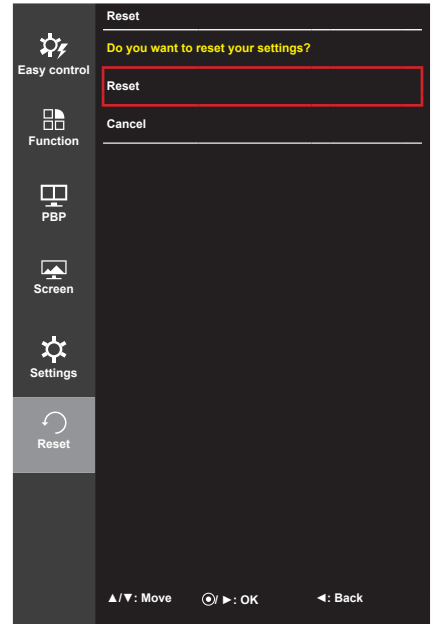 Easy control
Function
PBP
Screen
Settings
Reset
Reset
Do you want to reset your settings?
Reset
Cancel
▲/▼: Move
◉/ ►: OK
◄: Back